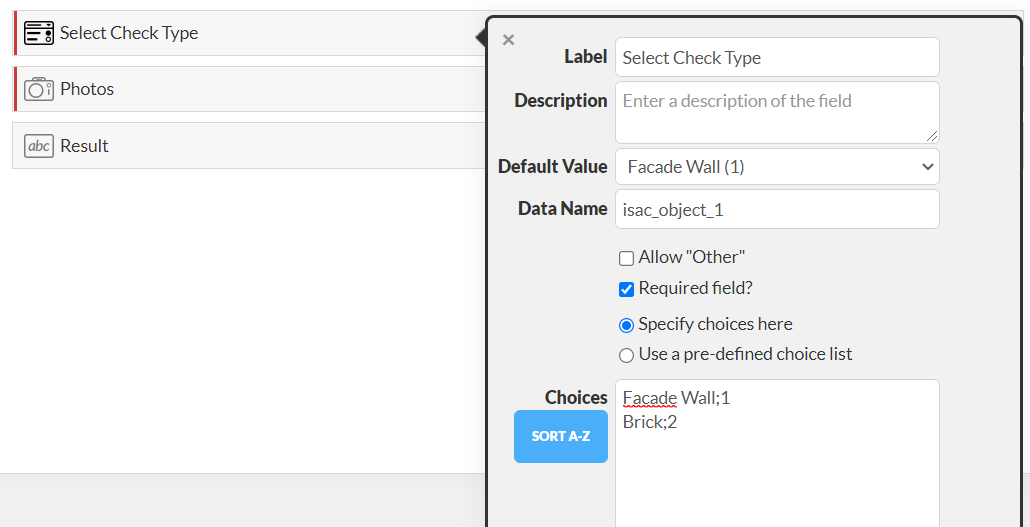 Select Check Type
Photos
abc Result
×
Label Select Check Type
Description Enter a description of the field
Default Value Facade Wall (1)
Data Name isac_object_1
Allow "Other"
Required field?
Specify choices here
Use a pre-defined choice list
Choices Facade Wall;1
Brick;2
SORT A-Z